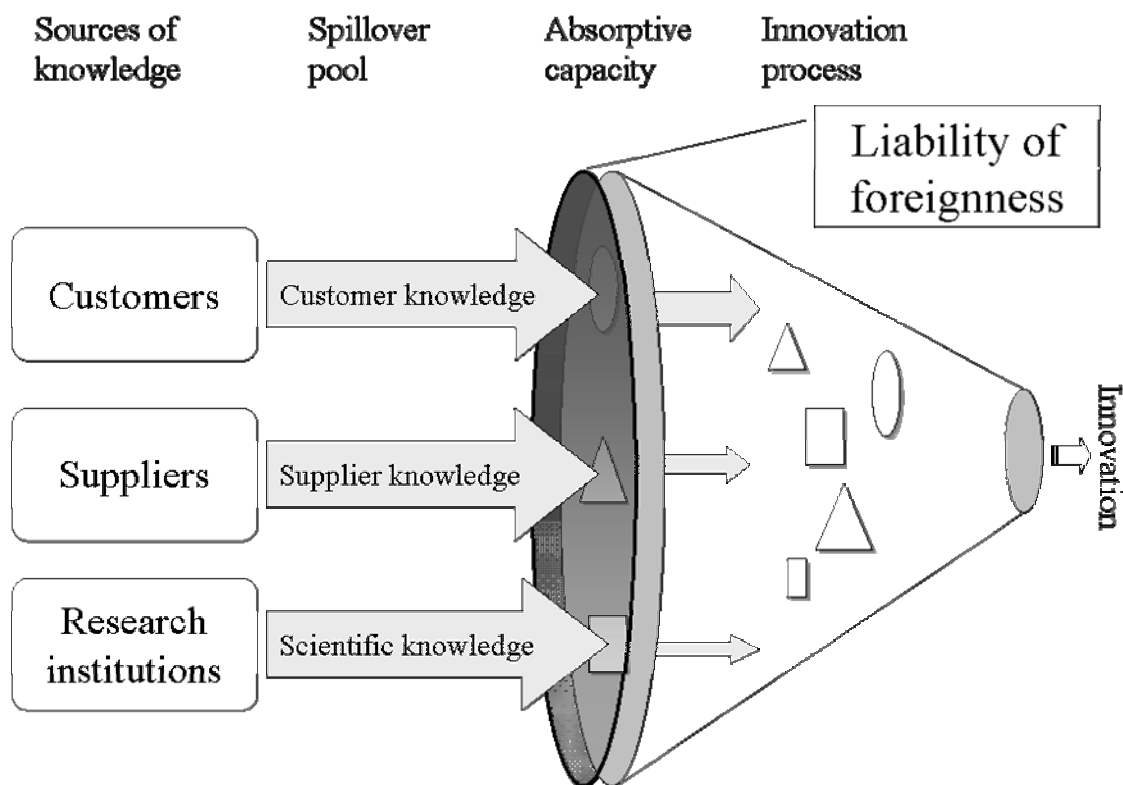 Sources of
knowledge
Spillover
pool
Absorptive
capacity
Innovation
process
Liability of
foreignness
Customers
Customer knowledge
Suppliers
Supplier knowledge
Research
institutions
Scientific knowledge
Innovation